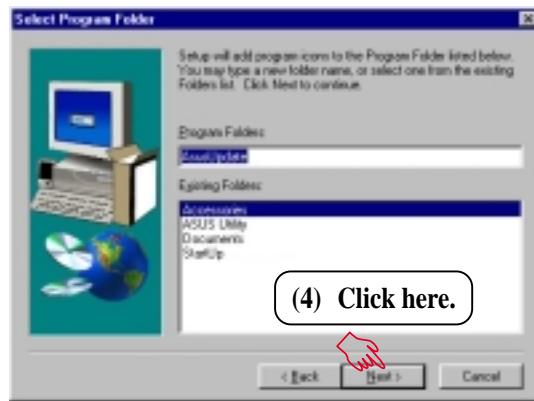 Select Program Folder
Setup will add program icons to the Program Folder listed below.
You may type a new folder name, or select one from the existing
Folders list. Click Next to continue.
Program Folders:
AsusUpdate
Existing Folders:
Accessories
ASUS Utility
Documents
StartUp
(4) Click here.
< Back
Next >
Cancel